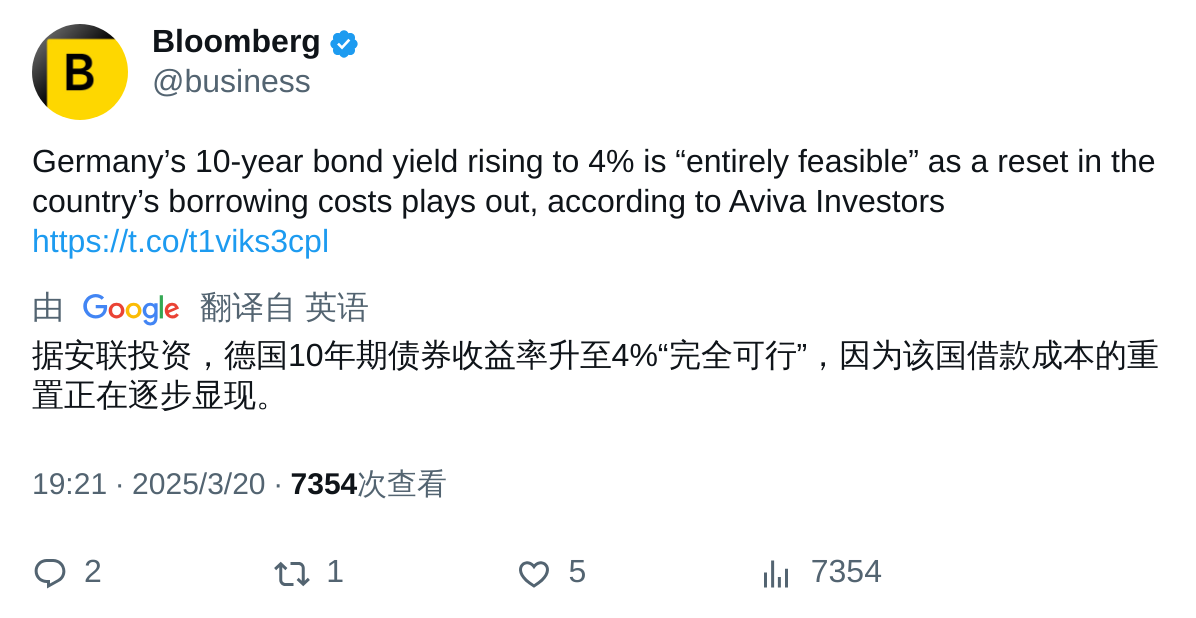 B
Bloomberg
@business
Germany’s 10-year bond yield rising to 4% is “entirely feasible” as a reset in the
country’s borrowing costs plays out, according to Aviva Investors
https://t.co/t1viks3cpl
由 Google 翻译自 英语
据安联投资，德国10年期债券收益率升至4%“完全可行”，因为该国借款成本的重
置正在逐步显现。
19:21 · 2025/3/20 · 7354次查看
2 1 5 7354